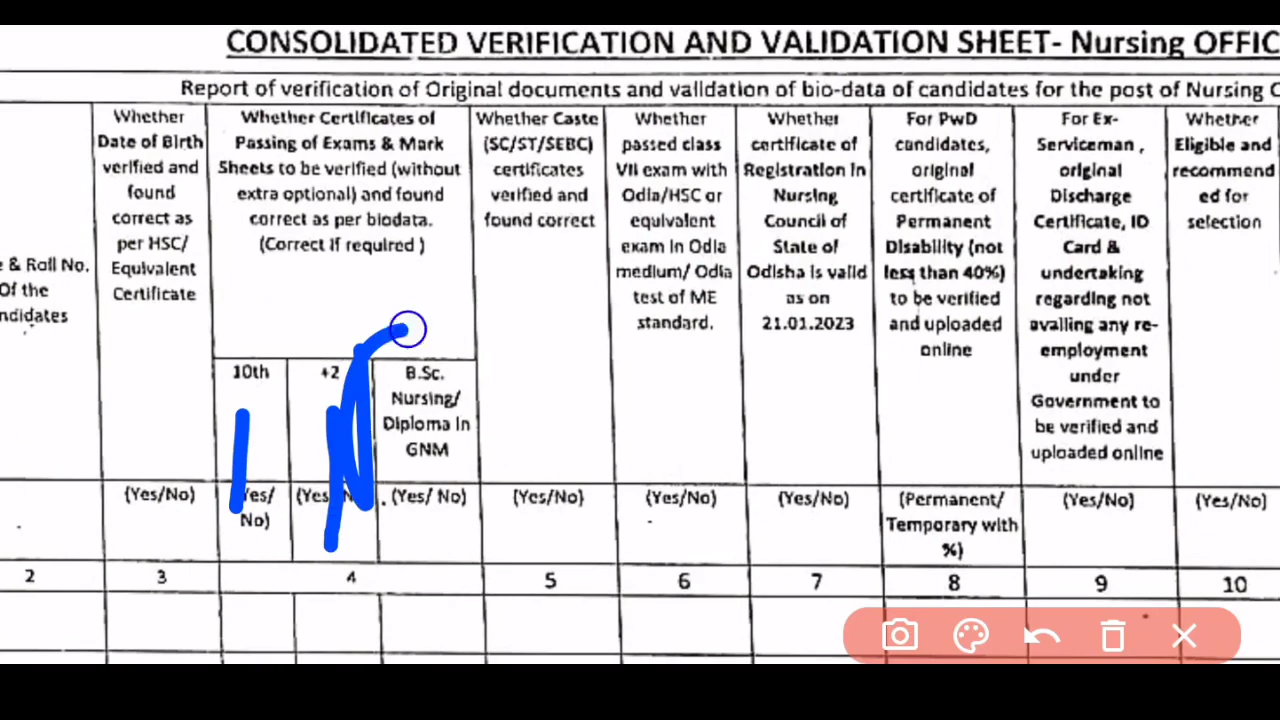 CONSOLIDATED VERIFICATION AND VALIDATION SHEET- Nursing OFFIC
Report of verification of Original documents and validation of bio-data of candidates for the post of Nursing
e & Roll No.
Of the
ndidates
Whether
Date of Birth
verified and
found
correct as
per HSC/
Equivalent
Certificate
Whether Certificates of
Passing of Exams & Mark
Sheets to be verified (without
extra optional) and found
correct as per biodata.
(Correct if required )
10th
+2
B.Sc.
Nursing/
Diploma in
GNM
Whether Caste
(SC/ST/SEBC)
certificates
verified and
found correct
Whether
passed class
VII exam with
Odia/HSC or
equivalent
exam in Odia
medium/ Odia
test of ME
standard.
Whether
certificate of
Registration in
Nursing
Council of
State of
Odisha is valid
as on
21.01.2023
For PwD
candidates,
original
certificate of
Permanent
Disability (not
less than 40%)
to be verified
and uploaded
online
For Ex-
Serviceman ,
original
Discharge
Certificate, ID
Card &
undertaking
regarding not
availing any re-
employment
under
Government to
be verified and
uploaded online
Whether
Eligible and
recommend
ed for
selection
(Yes/No)
Yes/
No)
(Yes
(Yes/ No)
(Yes/No)
(Yes/No)
(Yes/No)
(Permanent/
Temporary with
%)
(Yes/No)
(Yes/No)
2 3 4 5 6 7 8 9 10